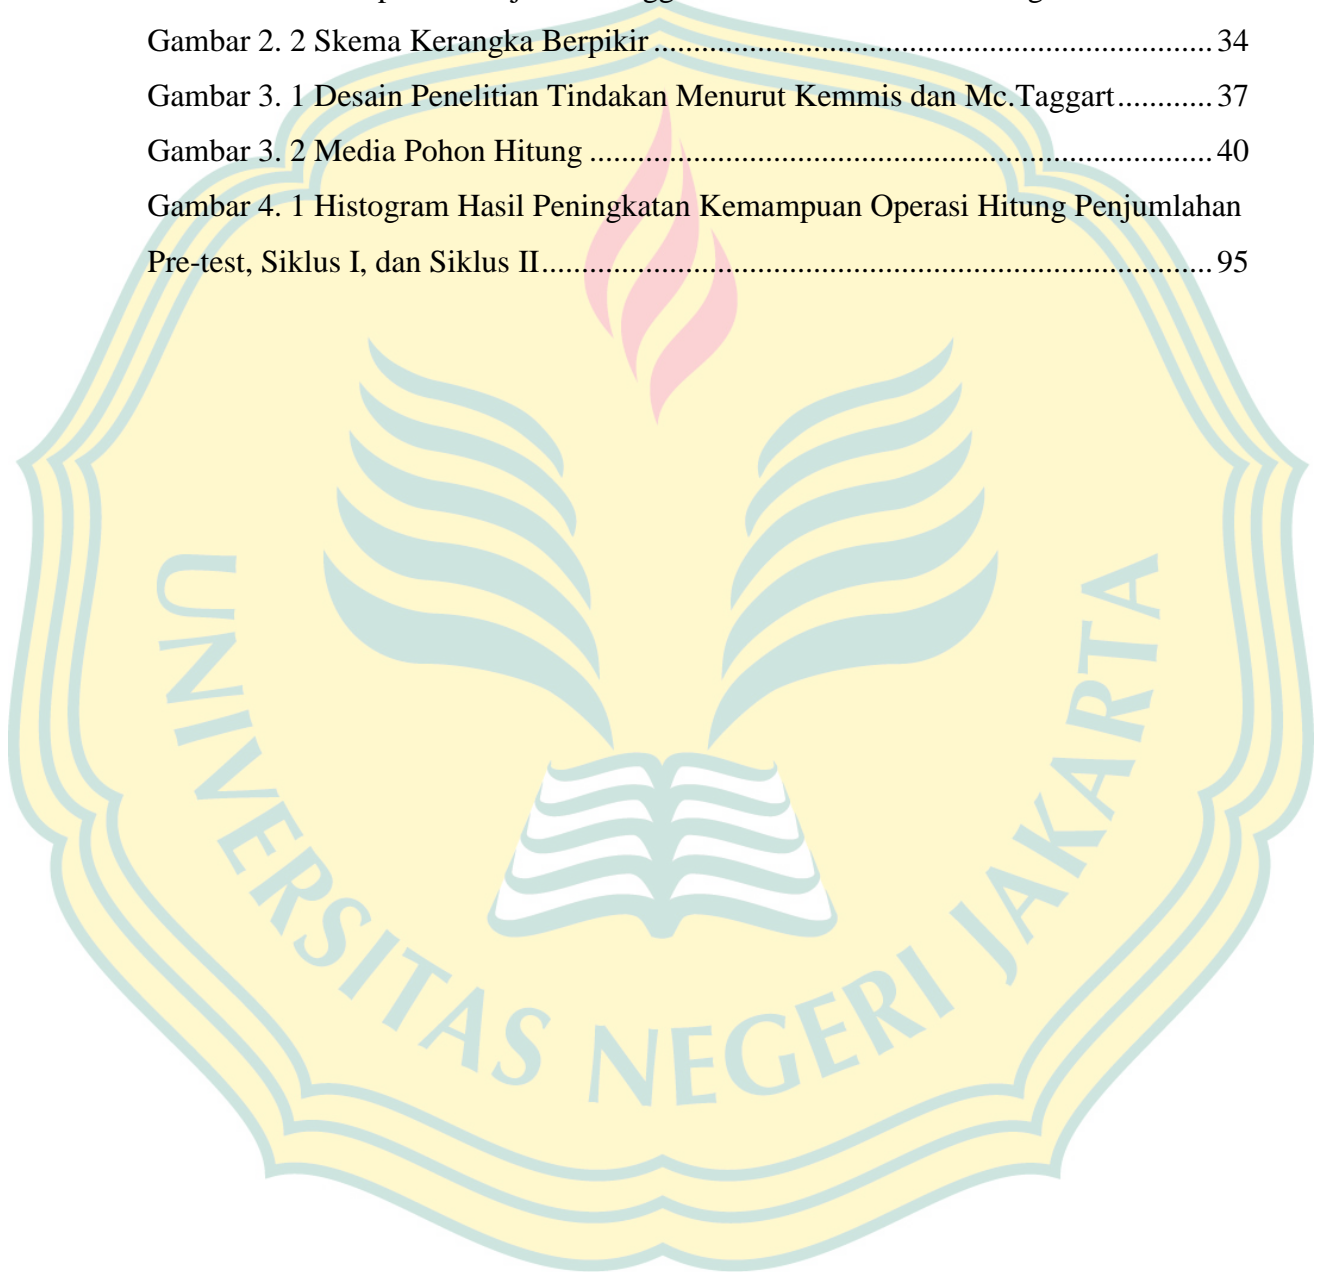 Gambar 2. 2 Skema Kerangka Berpikir ..................................................................... 34
Gambar 3. 1 Desain Penelitian Tindakan Menurut Kemmis dan Mc.Taggart............ 37
Gambar 3. 2 Media Pohon Hitung ............................................................................. 40
Gambar 4. 1 Histogram Hasil Peningkatan Kemampuan Operasi Hitung Penjumlahan
Pre-test, Siklus I, dan Siklus II................................................................................... 95
UNIVERSITAS NEGERI JAKARTA